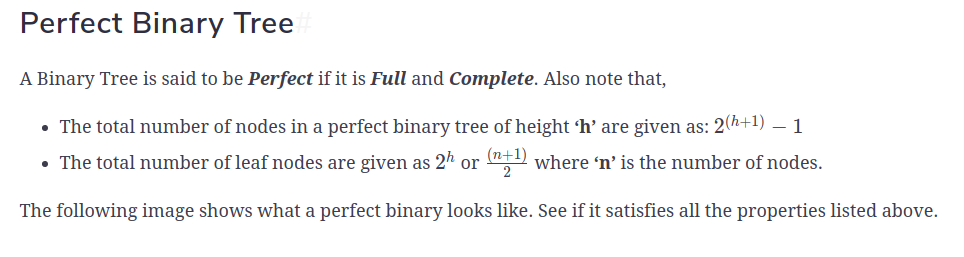 Perfect Binary Tree#
A Binary Tree is said to be Perfect if it is Full and Complete. Also note that,
• The total number of nodes in a perfect binary tree of height ‘h’ are given as: 2^(h+1) − 1
• The total number of leaf nodes are given as 2^h or (n+1)/2 where ‘n’ is the number of nodes.
The following image shows what a perfect binary looks like. See if it satisfies all the properties listed above.